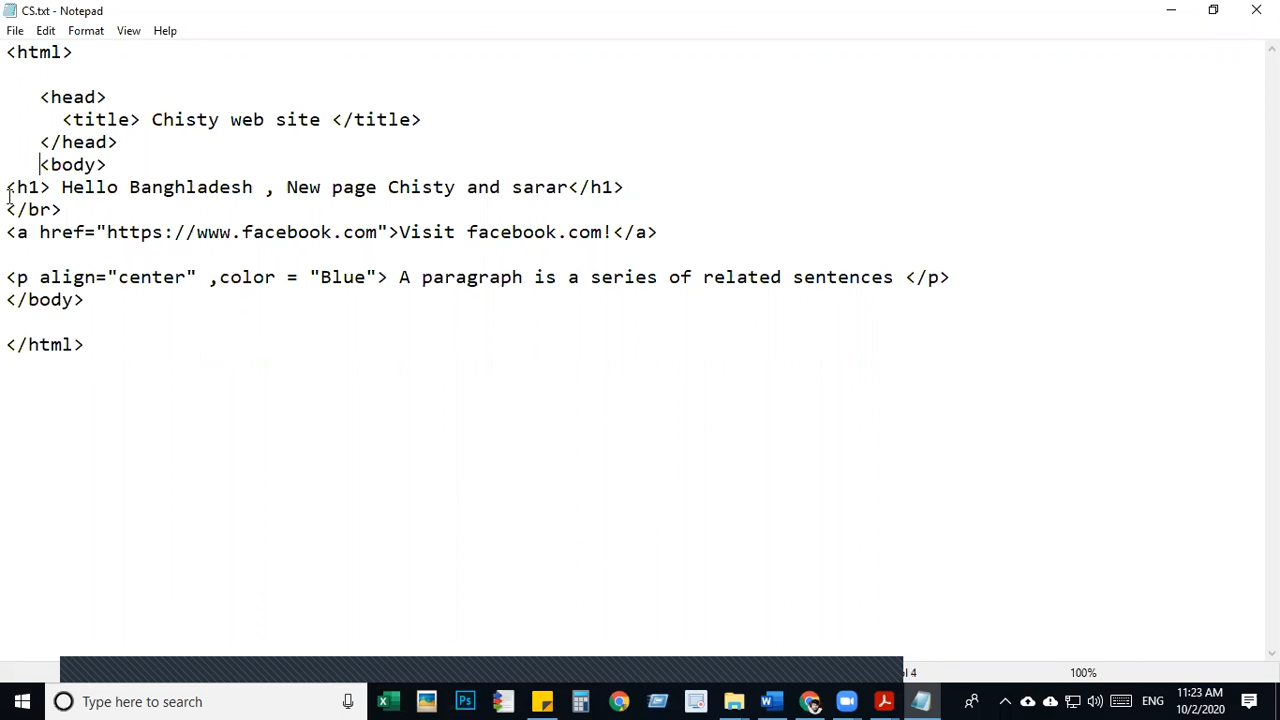 CS.txt - Notepad
File Edit Format View Help
<html>
<head>
<title> Chisty web site </title>
</head>
<body>
<h1> Hello Banghladesh , New page Chisty and sarar</h1>
</br>
<a href="https://www.facebook.com">Visit facebook.com!</a>
<p align="center" ,color = "Blue"> A paragraph is a series of related sentences </p>
</body>
</html>
ol 4 100%
Type here to search
ENG
11:23 AM
10/2/2020